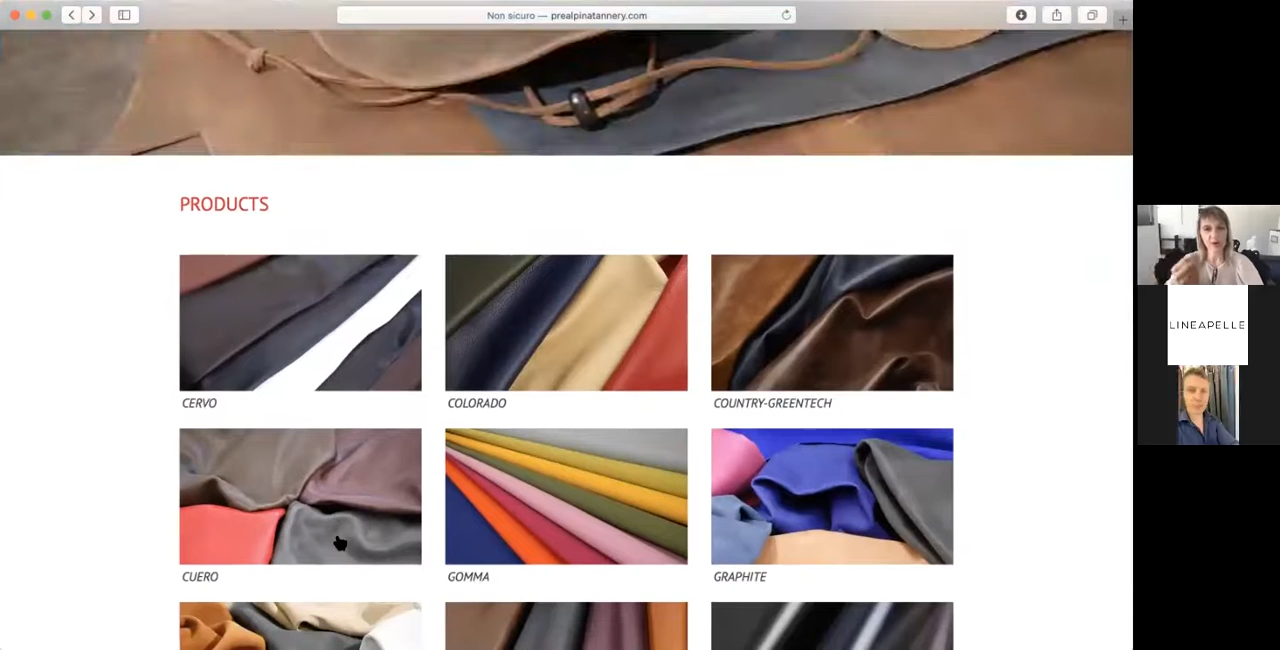 Non sicuro — prealpinatannery.com
PRODUCTS
CERVO
COLORADO
COUNTRY-GREENTECH
CUERO
GOMMA
GRAPHITE
LINEAPELLE